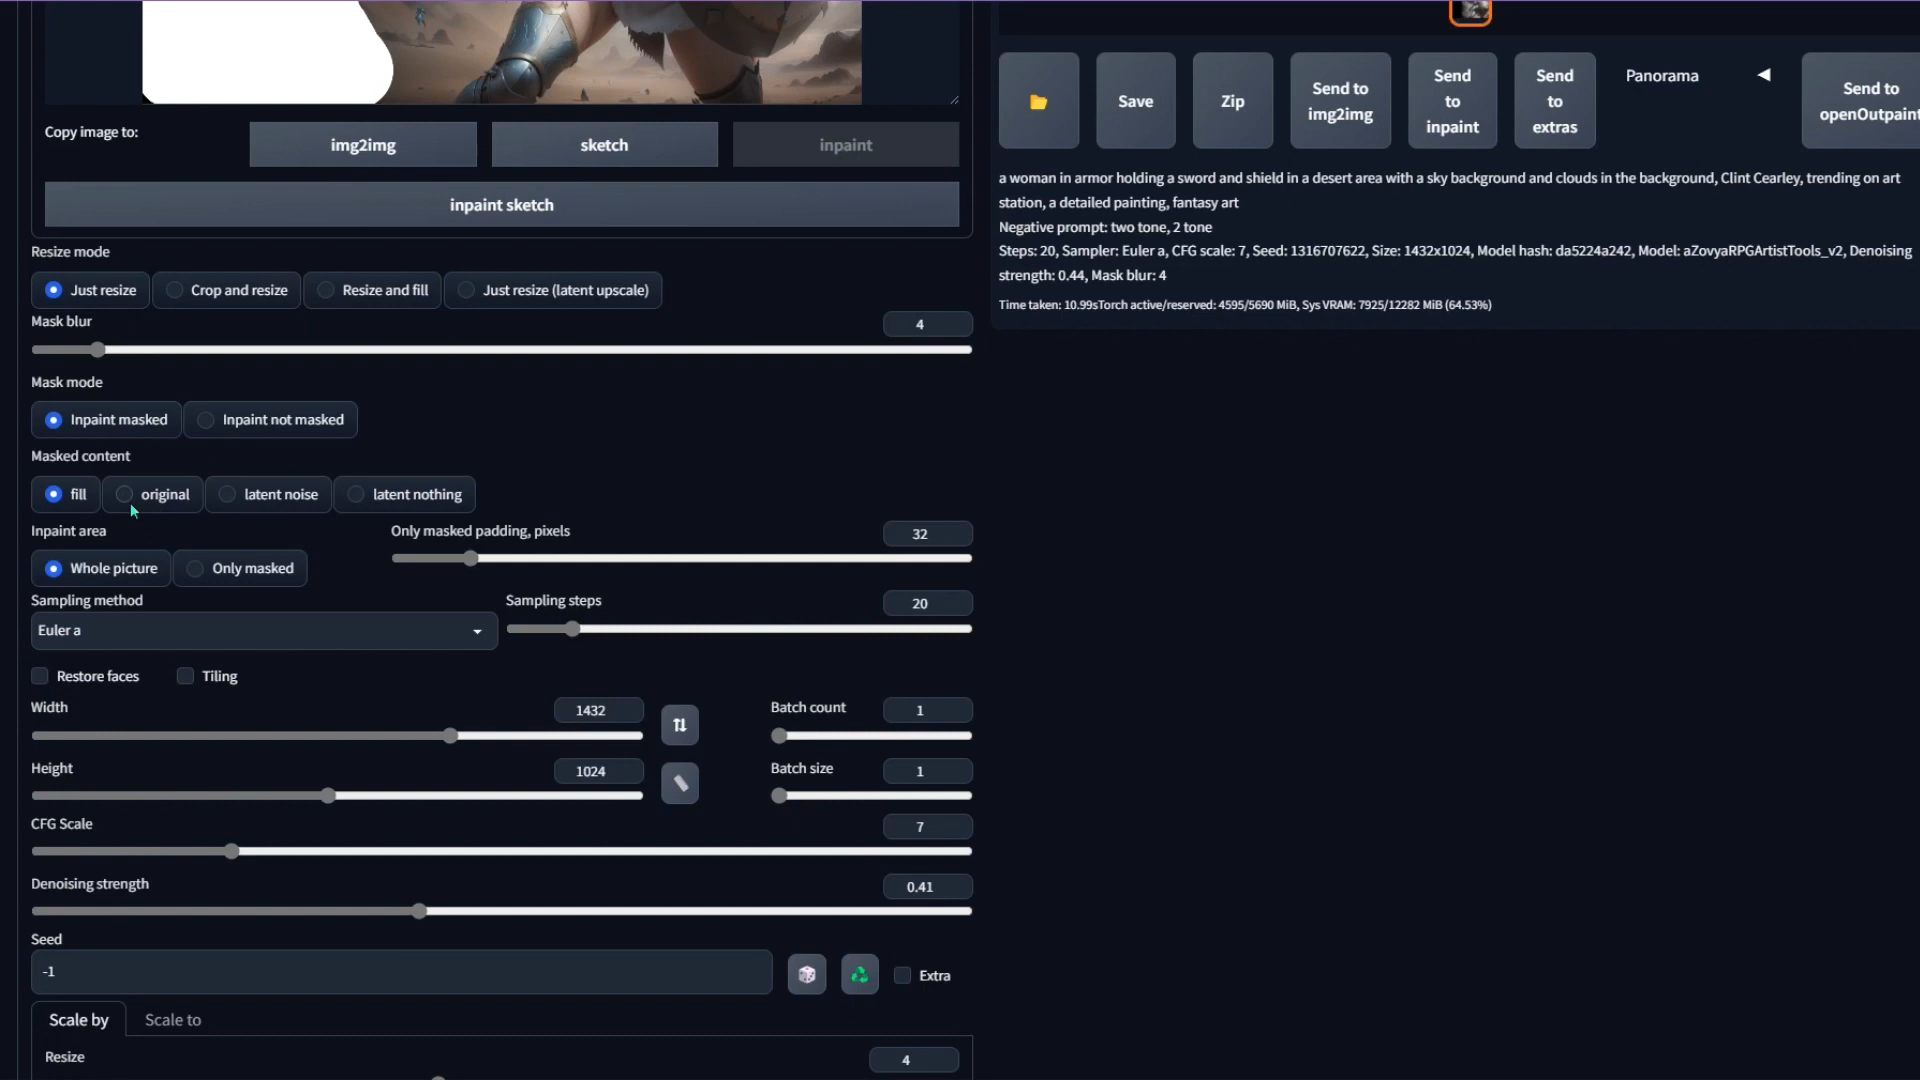 Copy image to:
img2img
sketch
inpaint
inpaint sketch
Resize mode
Just resize
Crop and resize
Resize and fill
Just resize (latent upscale)
Mask blur
4
Mask mode
Inpaint masked
Inpaint not masked
Masked content
fill
original
latent noise
latent nothing
Inpaint area
Only masked padding, pixels
32
Whole picture
Only masked
Sampling method
Sampling steps
20
Euler a
Restore faces
Tiling
Width
1432
Batch count
1
Height
1024
Batch size
1
CFG Scale
7
Denoising strength
0.41
Seed
-1
Extra
Scale by
Scale to
Resize
4
Save
Zip
Send to
img2img
Send
to
inpaint
Send
to
extras
Panorama
Send to
openOutpaint
a woman in armor holding a sword and shield in a desert area with a sky background and clouds in the background, Clint Cearley, trending on art
station, a detailed painting, fantasy art
Negative prompt: two tone, 2 tone
Steps: 20, Sampler: Euler a, CFG scale: 7, Seed: 1316707622, Size: 1432x1024, Model hash: da5224a242, Model: aZovyaRPGArtistTools_v2, Denoising
strength: 0.44, Mask blur: 4
Time taken: 10.99sTorch active/reserved: 4595/5690 MiB, Sys VRAM: 7925/12282 MiB (64.53%)